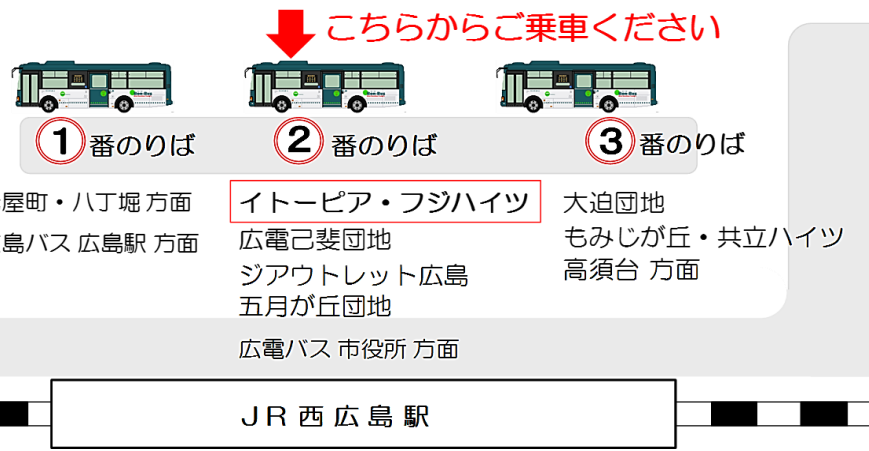 こちらからご乗車ください
①番のりば
②番のりば
③番のりば
屋町・八丁堀 方面
島バス 広島駅 方面
イトーピア・フジハイツ
広電己斐団地
ジアウトレット広島
五月が丘団地
広電バス 市役所 方面
大迫団地
もみじが丘・共立ハイツ
高須台 方面
JR西広島駅